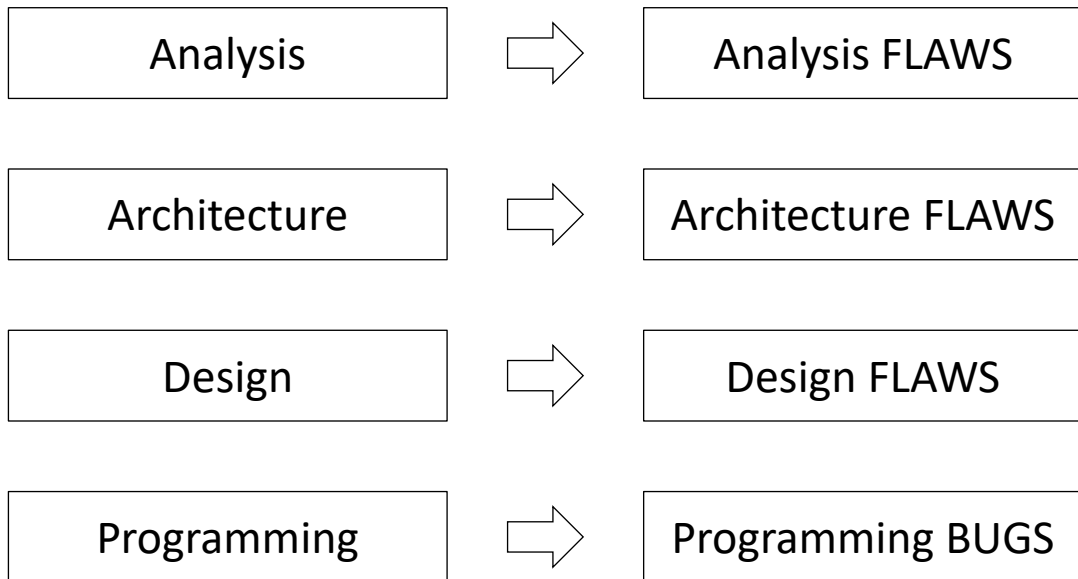 Analysis
Analysis FLAWS
Architecture
Architecture FLAWS
Design
Design FLAWS
Programming
Programming BUGS